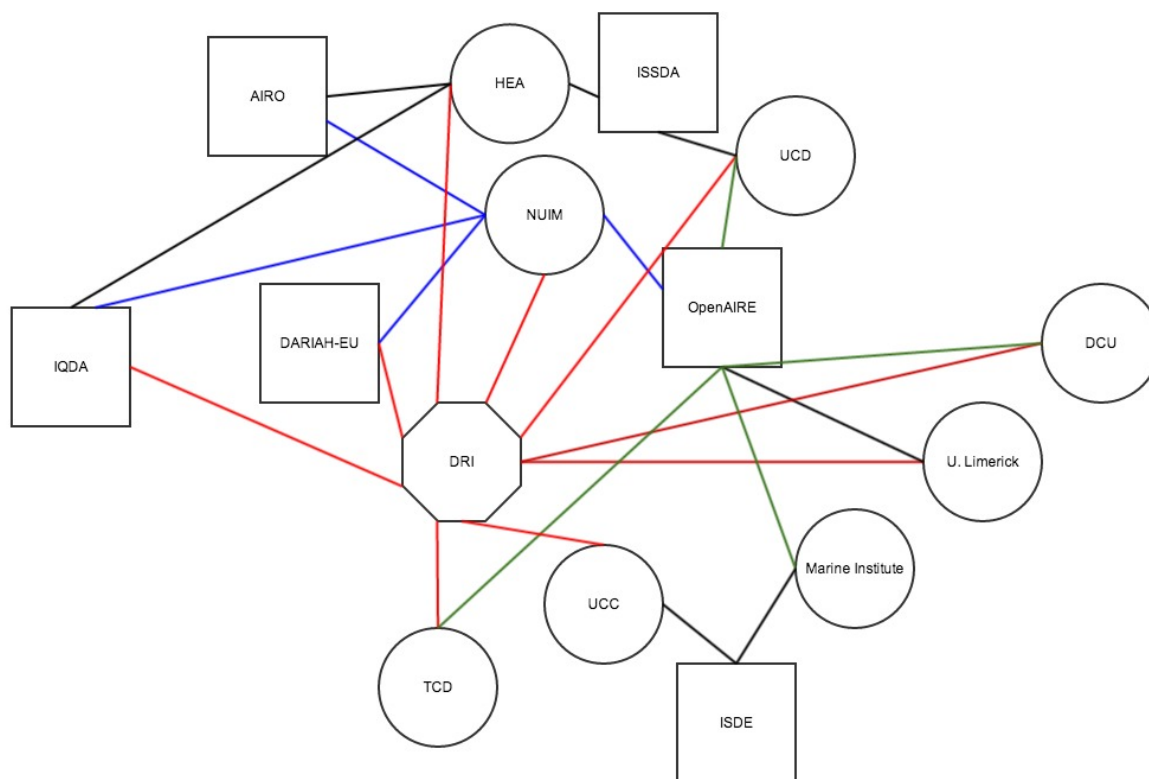 HEA
ISSDA
AIRO
UCD
NUIM
OpenAIRE
DARIAH-EU
DCU
IQDA
DRI
U. Limerick
Marine Institute
UCC
TCD
ISDE